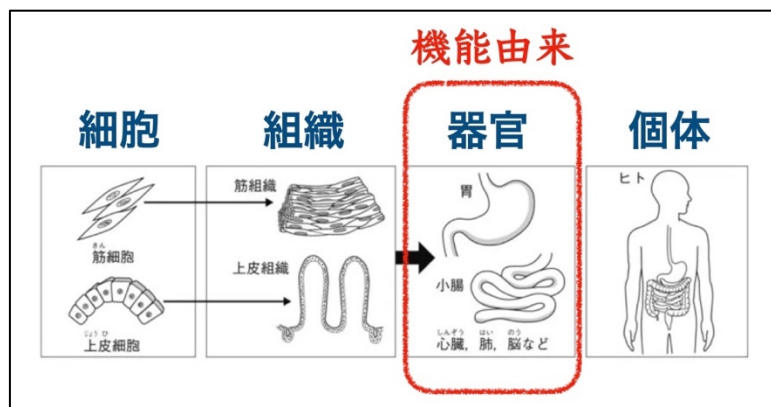 機能由来
細胞
組織
器官
個体
きん
筋細胞
じょうひ
上皮細胞
筋組織
上皮組織
胃
小腸
しんぞう はい のう
心臓，肺，脳など
ヒト